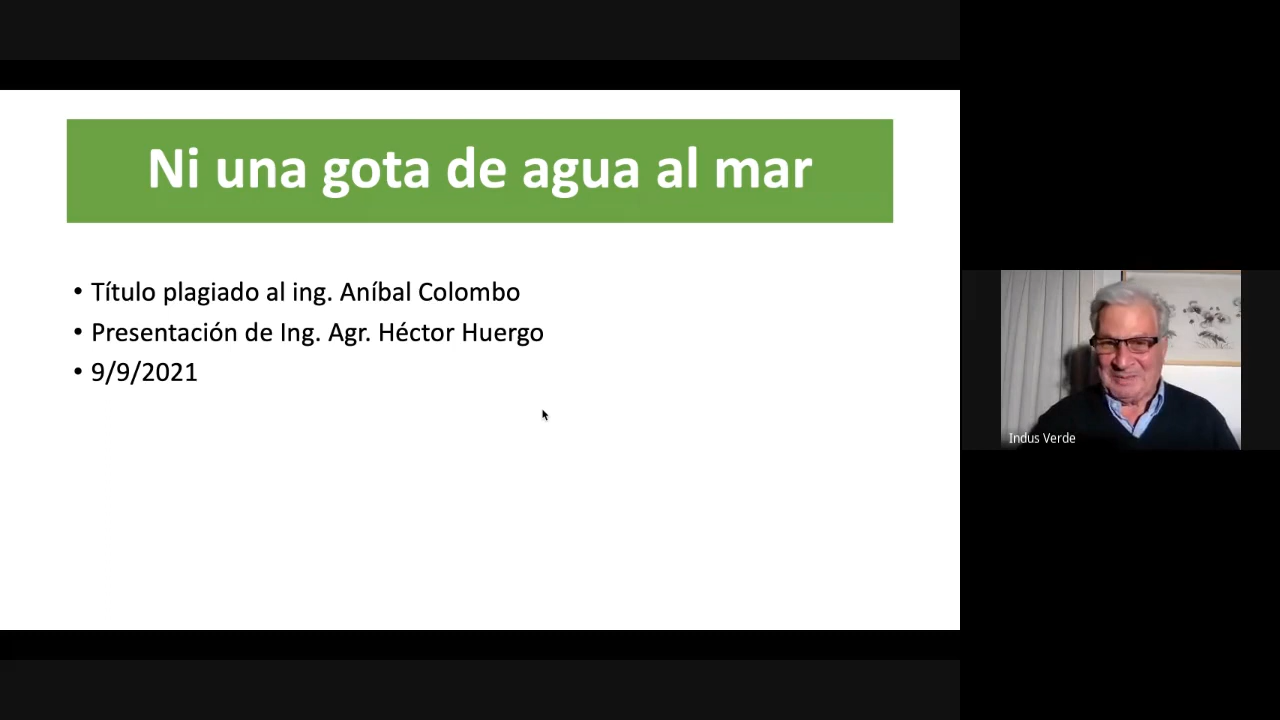 Ni una gota de agua al mar
• Título plagiado al ing. Aníbal Colombo
• Presentación de Ing. Agr. Héctor Huergo
• 9/9/2021
Indus Verde